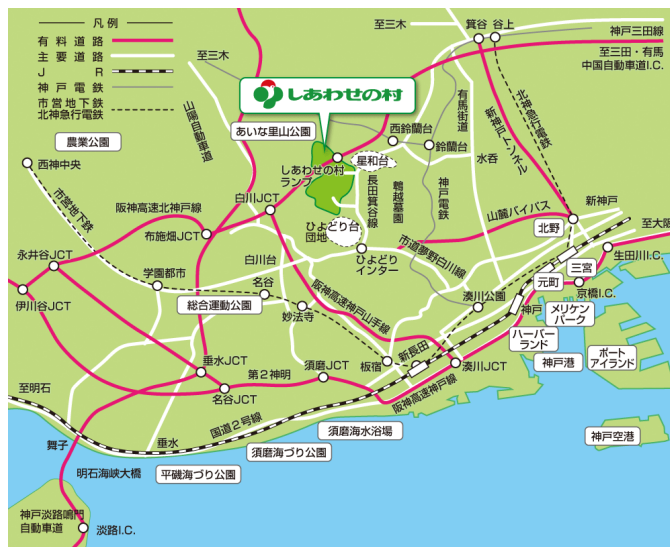 凡例
有料道路
主要道路
JR
神戸電鉄
市営地下鉄
北神急行電鉄
至三木
至三木
箕谷
谷上
神戸三田線
至三田・有馬
中国自動車道I.C.
しあわせの村
山陽自動車道
あいな里山公園
農業公園
西神中央
西鈴蘭台
鈴蘭台
有馬街道
北神急行電鉄
新神戸トンネル
星和台
しあわせの村
ランプ
水呑
長田箕谷線
鵯越墓園
神戸電鉄
白川JCT
阪神高速北神戸線
市営地下鉄
布施畑JCT
ひよどり台
団地
山麓バイパス
新神戸
北野
至大阪
永井谷JCT
白川台
ひよどり
インター
市道夢野白川線
生田川I.C.
学園都市
名谷
三宮
元町
京橋I.C.
伊川谷JCT
総合運動公園
妙法寺
阪神高速神戸山手線
湊川公園
神戸
メリケン
パーク
ハーバー
ランド
新長田
板宿
湊川JCT
神戸港
ポート
アイランド
垂水JCT
第2神明
須磨JCT
名谷JCT
阪神高速神戸線
至明石
国道2号線
須磨海水浴場
神戸空港
舞子
垂水
須磨海づり公園
明石海峡大橋
平磯海づり公園
神戸淡路鳴門
自動車道
淡路I.C.